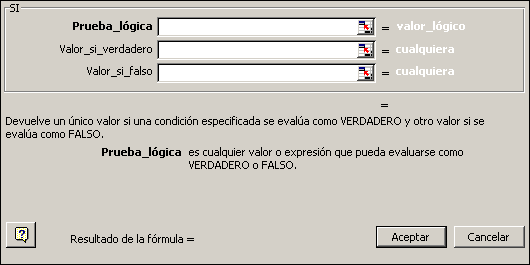 SI
Prueba_lógica = valor_lógico
Valor_si_verdadero = cualquiera
Valor_si_falso = cualquiera
=
Devuelve un único valor si una condición especificada se evalúa como VERDADERO y otro valor si se
evalúa como FALSO.
Prueba_lógica es cualquier valor o expresión que pueda evaluarse como
VERDADERO o FALSO.
? Resultado de la fórmula = Aceptar Cancelar